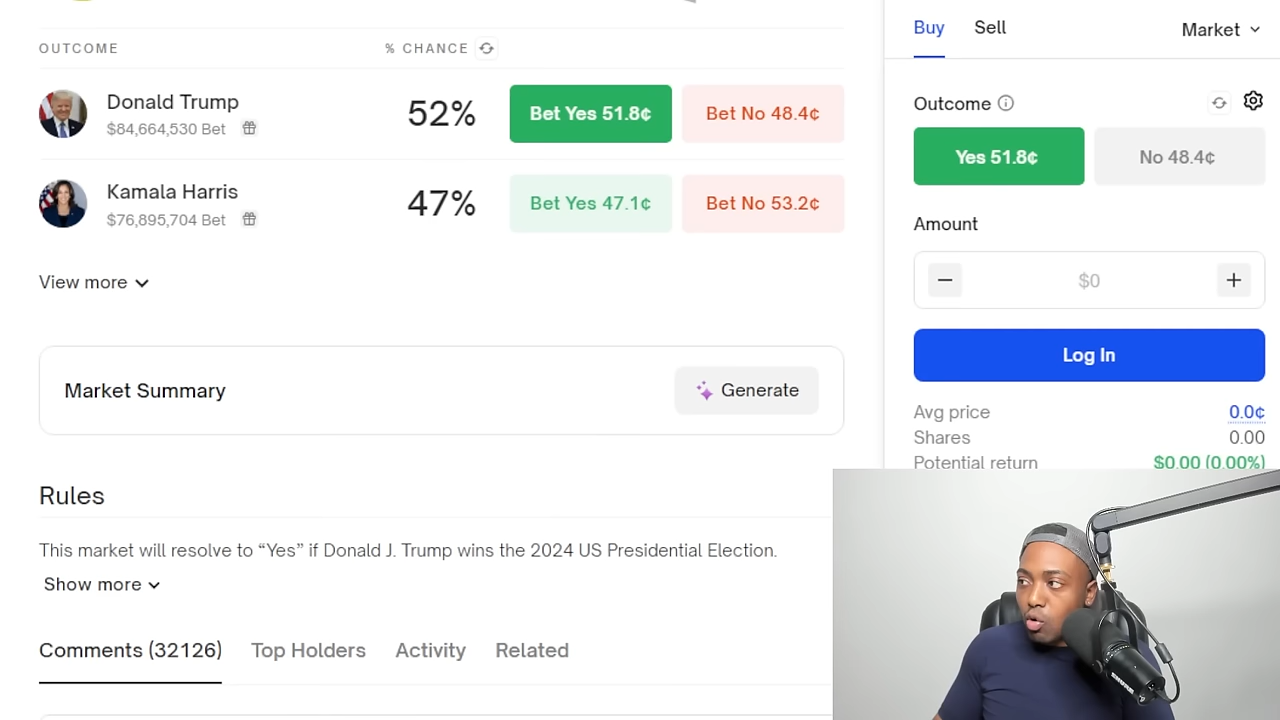 OUTCOME % CHANCE
Donald Trump
$84,664,530 Bet
52% Bet Yes 51.8¢ Bet No 48.4¢
Kamala Harris
$76,895,704 Bet
47% Bet Yes 47.1¢ Bet No 53.2¢
View more
Market Summary Generate
Rules
This market will resolve to “Yes” if Donald J. Trump wins the 2024 US Presidential Election.
Show more
Comments (32126) Top Holders Activity Related
Buy Sell Market
Outcome
Yes 51.8¢ No 48.4¢
Amount
− $0 +
Log In
Avg price 0.0¢
Shares 0.00
Potential return $0.00 (0.00%)
SHURE